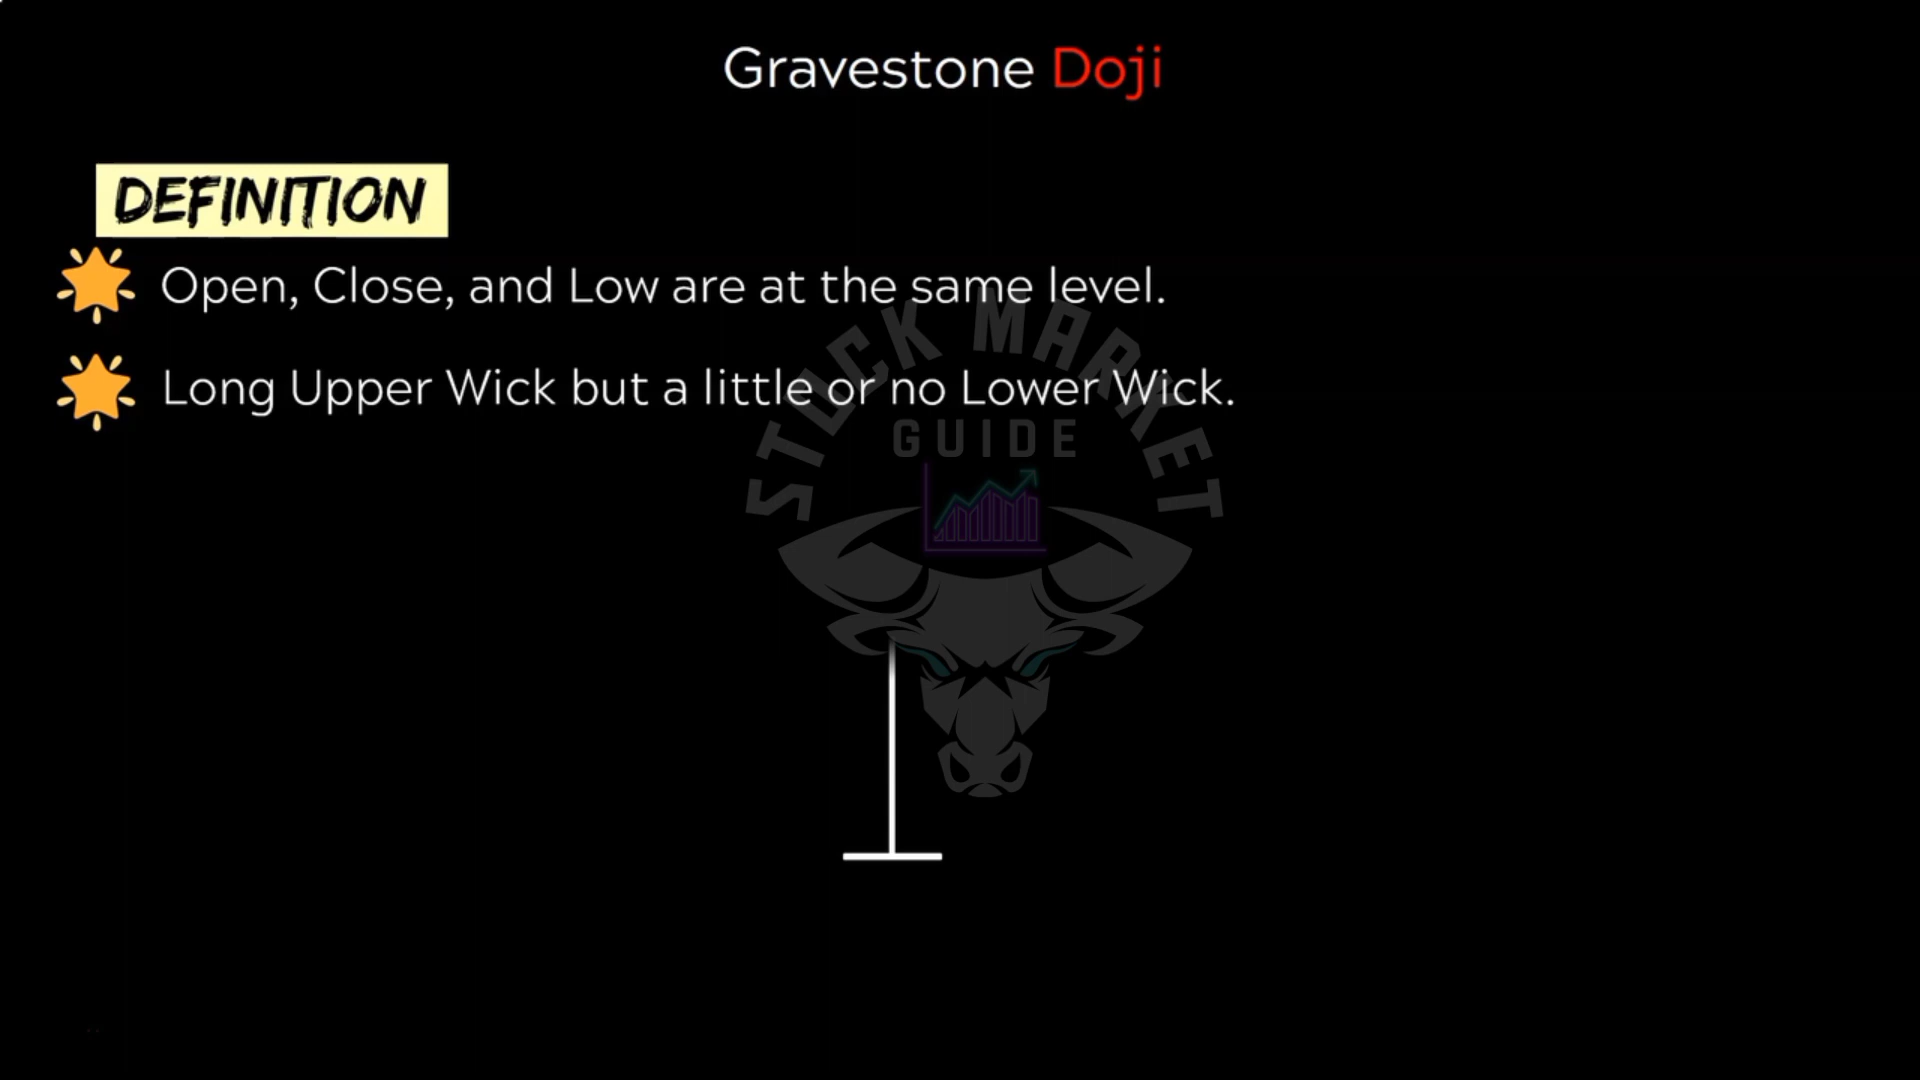 Gravestone Doji
DEFINITION
Open, Close, and Low are at the same level.
Long Upper Wick but a little or no Lower Wick.
STOCK MARKET
GUIDE